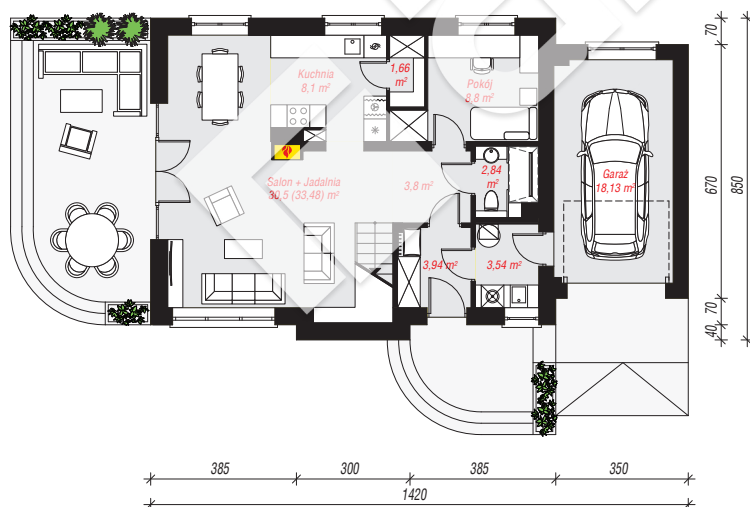 Kuchnia
8,1 m²
1,66
m²
Pokój
8,8 m²
Salon + Jadalnia
30,5 (33,48) m²
3,8 m²
2,84
m²
Garaż
18,13 m²
3,94 m²
3,54 m²
70
670
850
70
40
385
300
385
350
1420